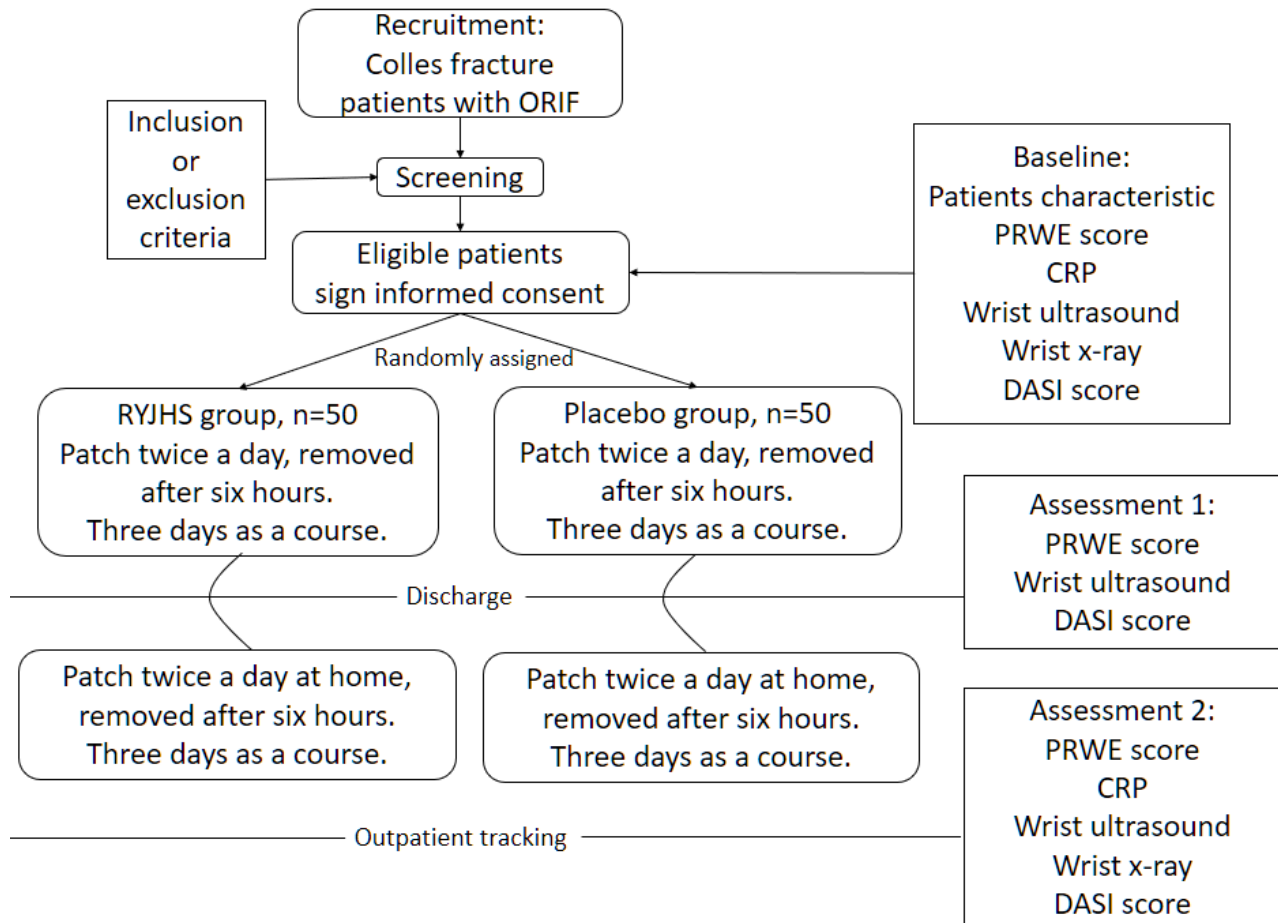 Recruitment:
Colles fracture
patients with ORIF
Inclusion
or
exclusion
criteria
Screening
Eligible patients
sign informed consent
Baseline:
Patients characteristic
PRWE score
CRP
Wrist ultrasound
Wrist x-ray
DASI score
Randomly assigned
RYJHS group, n=50
Patch twice a day, removed
after six hours.
Three days as a course.
Placebo group, n=50
Patch twice a day, removed
after six hours.
Three days as a course.
Assessment 1:
PRWE score
Wrist ultrasound
DASI score
Discharge
Patch twice a day at home,
removed after six hours.
Three days as a course.
Patch twice a day at home,
removed after six hours.
Three days as a course.
Assessment 2:
PRWE score
CRP
Wrist ultrasound
Wrist x-ray
DASI score
Outpatient tracking